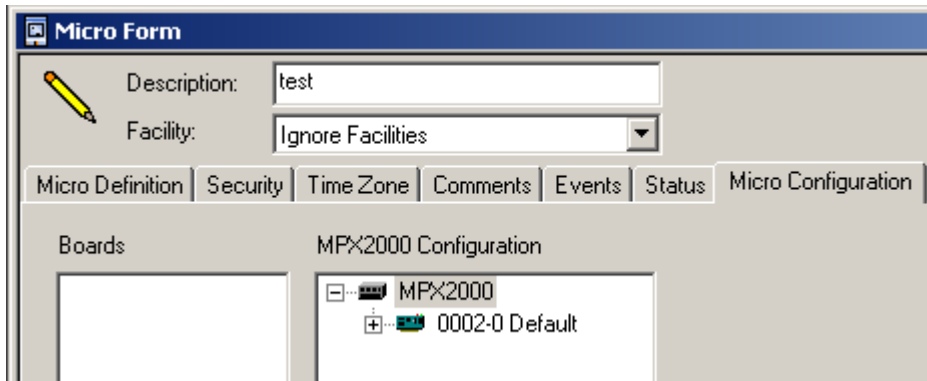 Micro Form
Description: test
Facility: Ignore Facilities
Micro Definition Security Time Zone Comments Events Status Micro Configuration
Boards MPX2000 Configuration
MPX2000
0002-0 Default